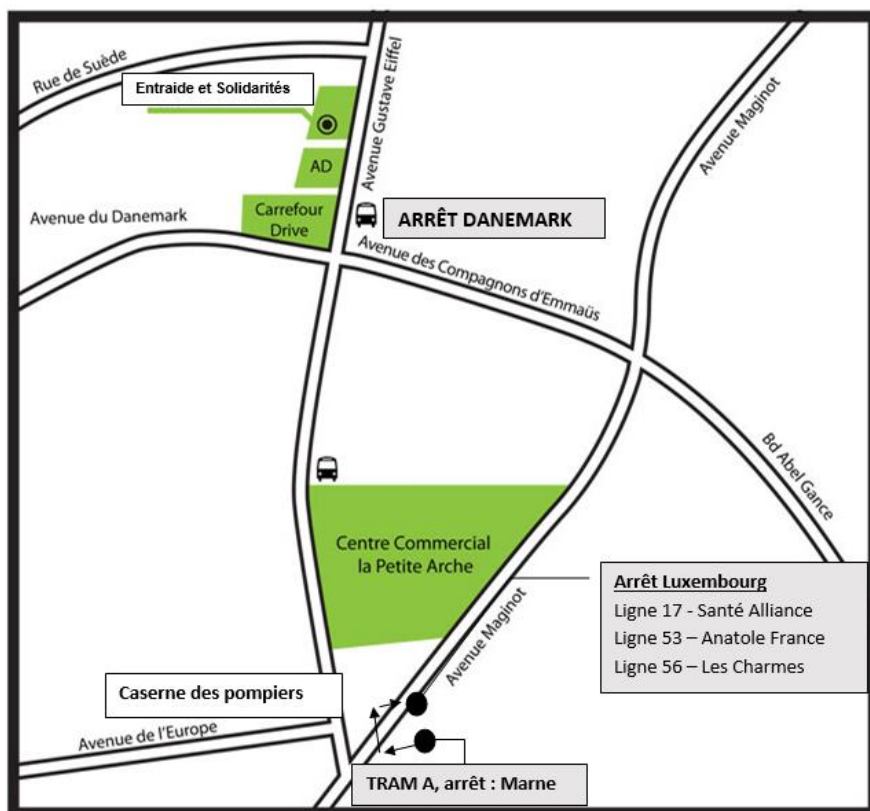 Rue de Suède
Entraide et Solidarités
Avenue Gustave Eiffel
Avenue Maginot
AD
Avenue du Danemark
Carrefour
Drive
ARRÊT DANEMARK
Avenue des Compagnons d'Emmaüs
Bd Abel Gance
Centre Commercial
la Petite Arche
Arrêt Luxembourg
Ligne 17 - Santé Alliance
Ligne 53 – Anatole France
Ligne 56 – Les Charmes
Avenue Maginot
Caserne des pompiers
Avenue de l'Europe
TRAM A, arrêt : Marne